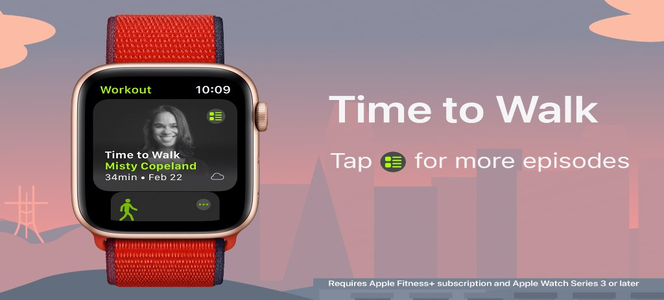 Workout 10:09
Time to Walk
Misty Copeland
34min • Feb 22
Time to Walk
Tap for more episodes
Requires Apple Fitness+ subscription and Apple Watch Series 3 or later